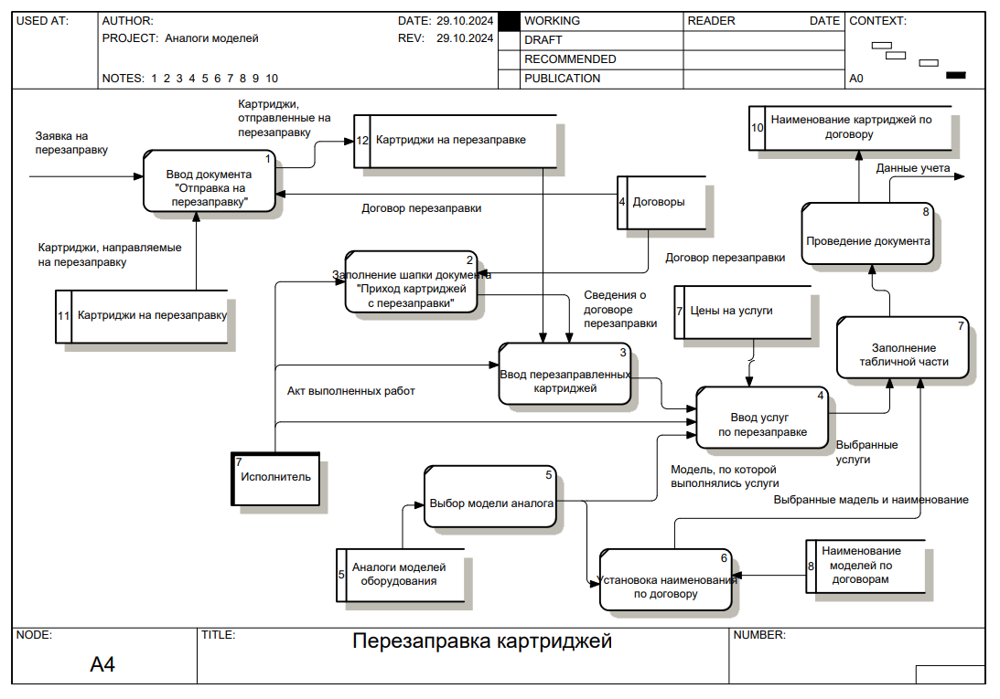 USED AT:
AUTHOR:
DATE: 29.10.2024
PROJECT: Аналоги моделей
REV: 29.10.2024
NOTES: 1 2 3 4 5 6 7 8 9 10
WORKING
DRAFT
RECOMMENDED
PUBLICATION
READER
DATE
CONTEXT:
A0
Заявка на
перезаправку
Картриджи,
отправленные на
перезаправку
1
Ввод документа
"Отправка на
перезаправку"
12
Картриджи на перезаправке
10
Наименование картриджей по
договору
Данные учета
4
Договоры
Договор перезаправки
8
Проведение документа
Картриджи, направляемые
на перезаправку
2
Заполнение шапки документа
"Приход картриджей
с перезаправки"
Договор перезаправки
11
Картриджи на перезаправку
Сведения о
договоре
перезаправки
7
Цены на услуги
7
Заполнение
табличной части
3
Ввод перезаправленных
картриджей
Акт выполненных работ
4
Ввод услуг
по перезаправке
Выбранные
услуги
7
Исполнитель
5
Выбор модели аналога
Модель, по которой
выполнялись услуги
Выбранные мадель и наименование
5
Аналоги моделей
оборудования
6
Установока наименования
по договору
8
Наименование
моделей по
договорам
NODE:
A4
TITLE:
Перезаправка картриджей
NUMBER: